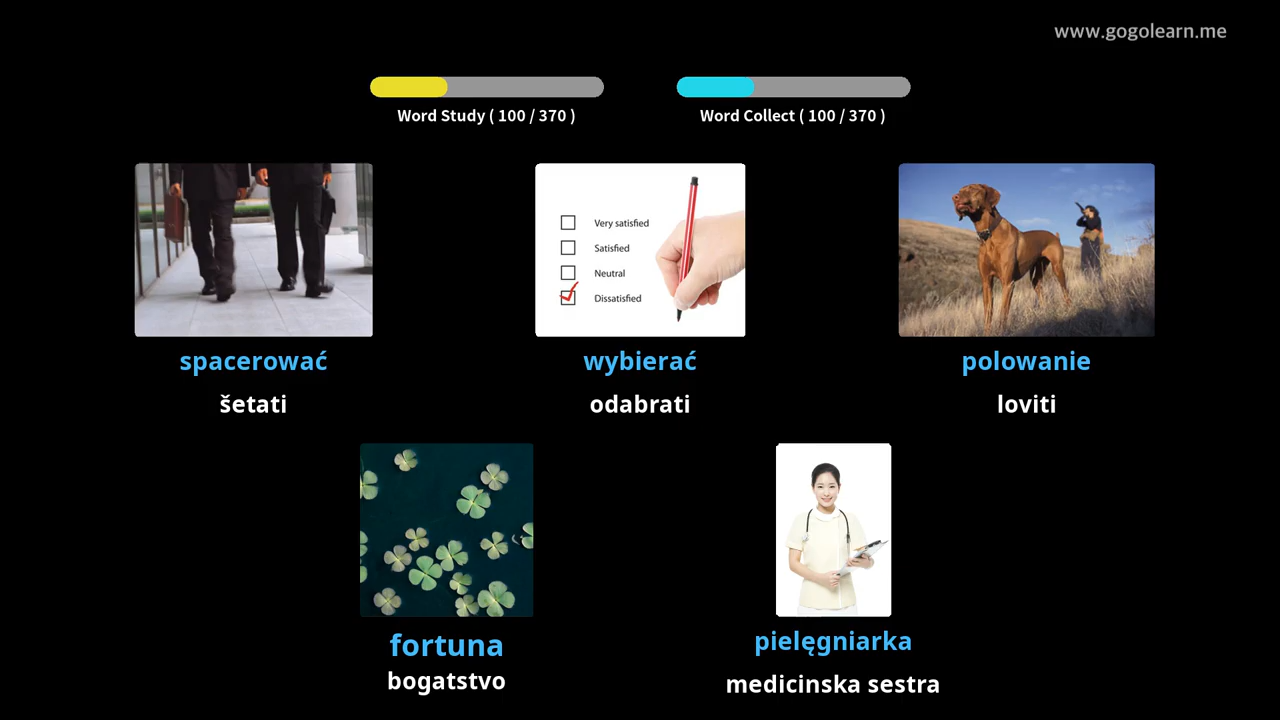 www.gogolearn.me
Word Study ( 100 / 370 )
Word Collect ( 100 / 370 )
Very satisfied
Satisfied
Neutral
Dissatisfied
spacerować
wybierać
polowanie
šetati
odabrati
loviti
fortuna
pielęgniarka
bogatstvo
medicinska sestra